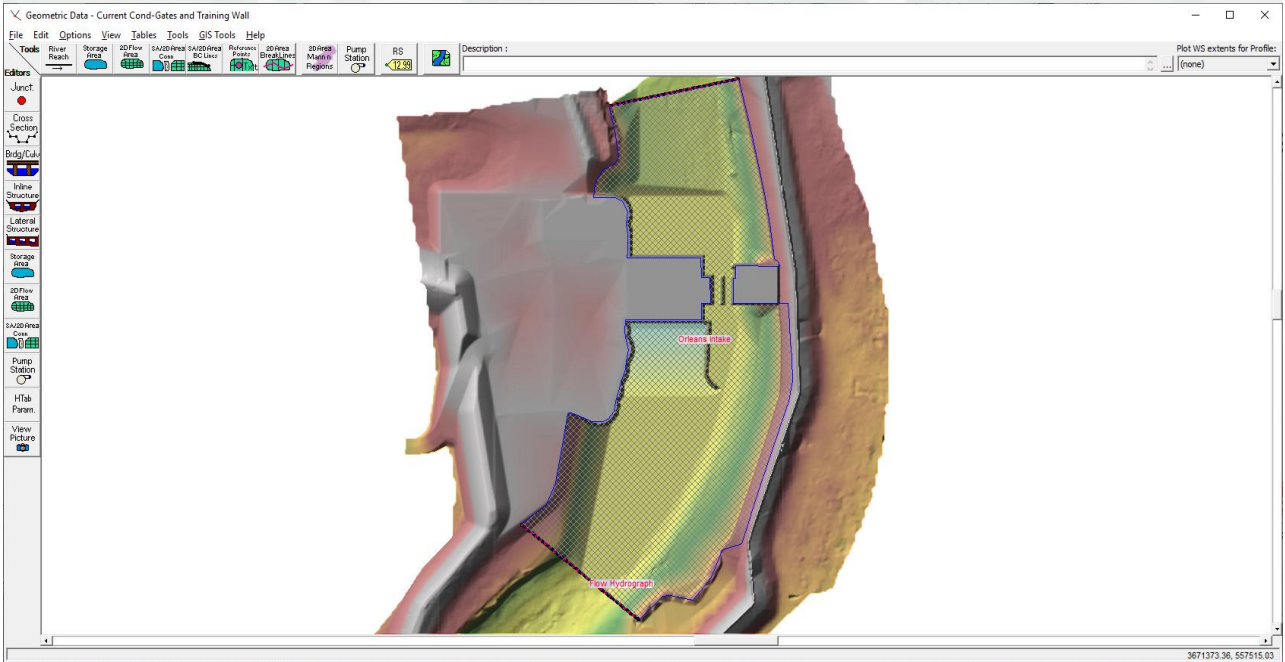 Geometric Data - Current Cond-Gates and Training Wall
File Edit Options View Tables Tools GIS Tools Help
Tools
Editors
River
Reach
Storage
Area
2D Flow
Area
SA/2D Area
Conn
SA/2D Area
BC Lines
Reference
Points
2D Area
BreakLines
2D Area
Mann n
Regions
Pump
Station
RS
12.99
Description :
...
Plot WS extents for Profile:
(none)
Junct.
Cross
Section
Brdg/Culv
Inline
Structure
Lateral
Structure
Storage
Area
2D Flow
Area
SA/2D Area
Conn
Pump
Station
HTab
Param.
View
Picture
Orleans Intake
Flow Hydrograph
3671373.36, 557515.03